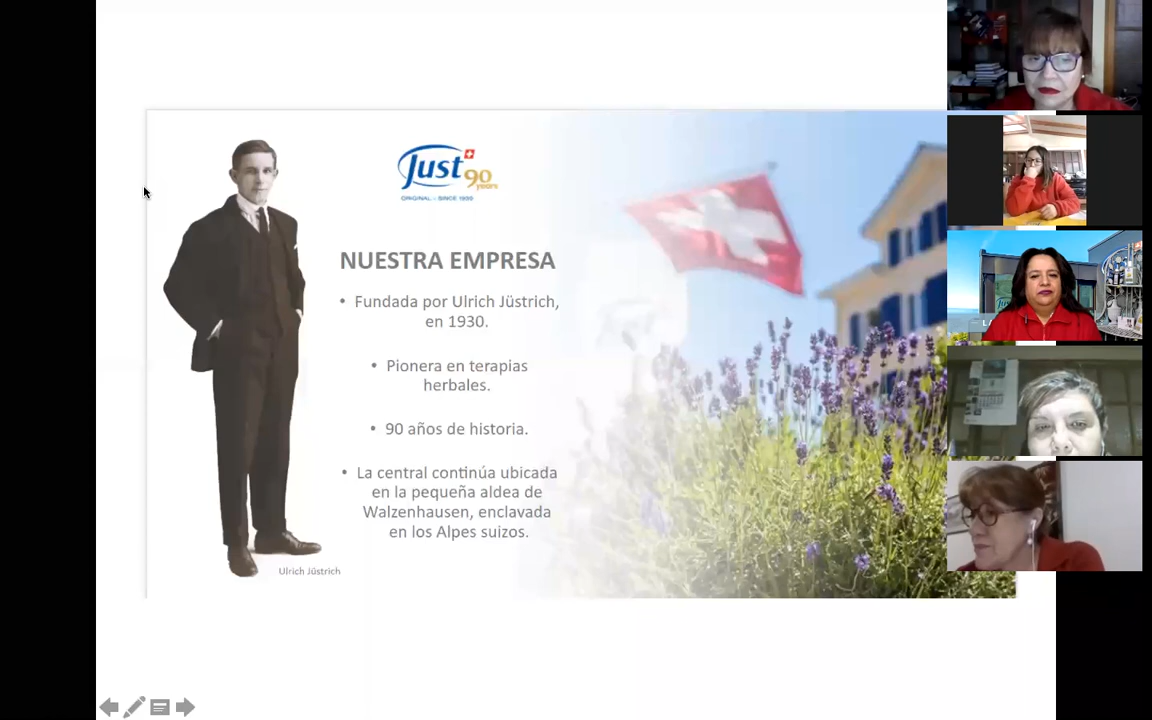 Just
90
years
ORIGINAL - SINCE 1930
NUESTRA EMPRESA
• Fundada por Ulrich Jüstrich,
en 1930.
• Pionera en terapias
herbales.
• 90 años de historia.
• La central continúa ubicada
en la pequeña aldea de
Walzenhausen, enclavada
en los Alpes suizos.
Ulrich Jüstrich